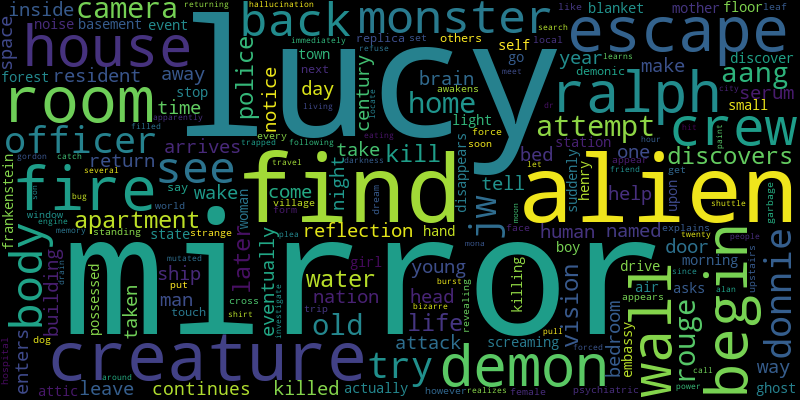 returning
hallucination
inside
camera
noise
basement
event
space
house
forest
resident
away
stop
room
time
officer
arrives
return
see
frankenstein
fire
say
wake
window
engine
apartment
memory
standing
state
strange
body
possessed
taken
building
ship
man
touch
mutated
put
creature
cross
shirt
enters
dog
attic
leave
continues
killed
around
hospital
lucy
back
monster
immediately
others
self
replica
set
police
town
brain
go
notice
next
day
century
home
awakens
light
living
locate
force
soon
every
trapped
following
take
kill
eating
find
alien
travel
darkness
night
come
village
form
dream
disappears
tell
jw
woman
reflection
hand
mirror
late
eventually
investigate
plea
girl
water
nation
trip
young
head
burst
bizarre
old
life
attack
revealing
killing
screaming
try
demon
actually
however
realizes
female
psychiatric
escape
like
blanket
mother
floor
leaf
search
local
year
learns
discover
demonic
make
aang
meet
ralph
serum
small
city
attempt
crew
station
hour
paint
bed
one
discovers
let
appear
friend
get
suddenly
henry
help
upon
shuttle
garbage
moon
face
human
named
explains
twenty
people
boy
door
morning
since
upstairs
vision
drive
air
asks
alan
appears
wall
rouge
begin
donnie
pull
bedroom
embassy
forced
call
power
way
ghost
gordon
catch
several
world
bug
sun
drain
mona
apparently
filled
dr